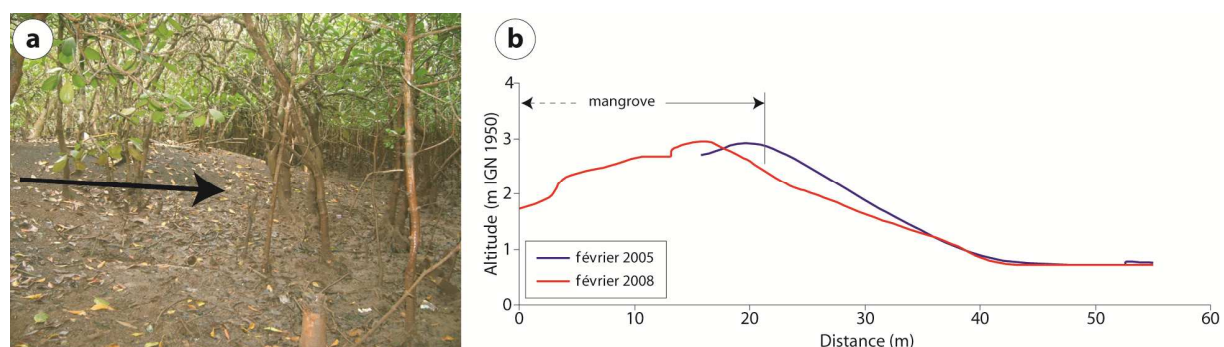 a
b
Altitude (m IGN 1950)
4
3
2
1
0
mangrove
février 2005
février 2008
0 10 20 30 40 50 60
Distance (m)